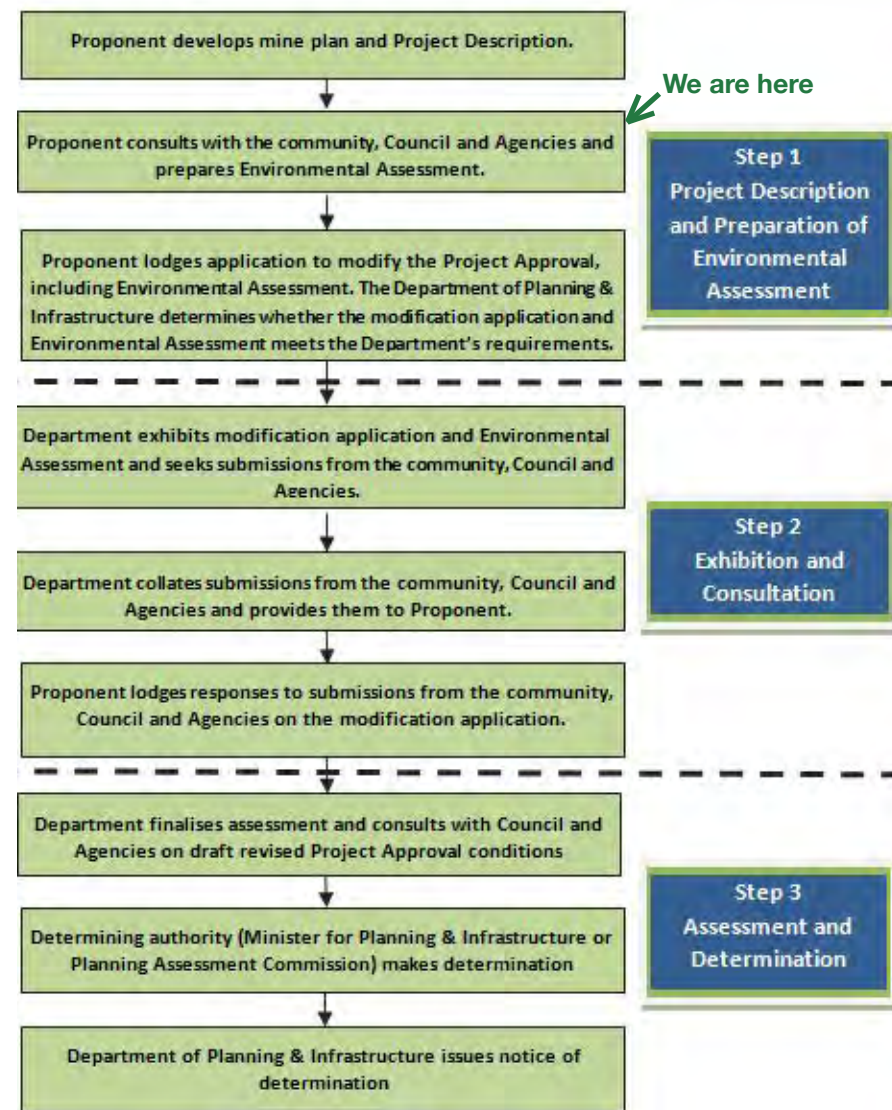 Proponent develops mine plan and Project Description.
We are here
Proponent consults with the community, Council and Agencies and
prepares Environmental Assessment.
Step 1
Project Description
and Preparation of
Environmental
Assessment
Proponent lodges application to modify the Project Approval,
including Environmental Assessment. The Department of Planning &
Infrastructure determines whether the modification application and
Environmental Assessment meets the Department's requirements.
Department exhibits modification application and Environmental
Assessment and seeks submissions from the community, Council and
Agencies.
Step 2
Exhibition and
Consultation
Department collates submissions from the community, Council and
Agencies and provides them to Proponent.
Proponent lodges responses to submissions from the community,
Council and Agencies on the modification application.
Department finalises assessment and consults with Council and
Agencies on draft revised Project Approval conditions
Step 3
Assessment and
Determination
Determining authority (Minister for Planning & Infrastructure or
Planning Assessment Commission) makes determination
Department of Planning & Infrastructure issues notice of
determination